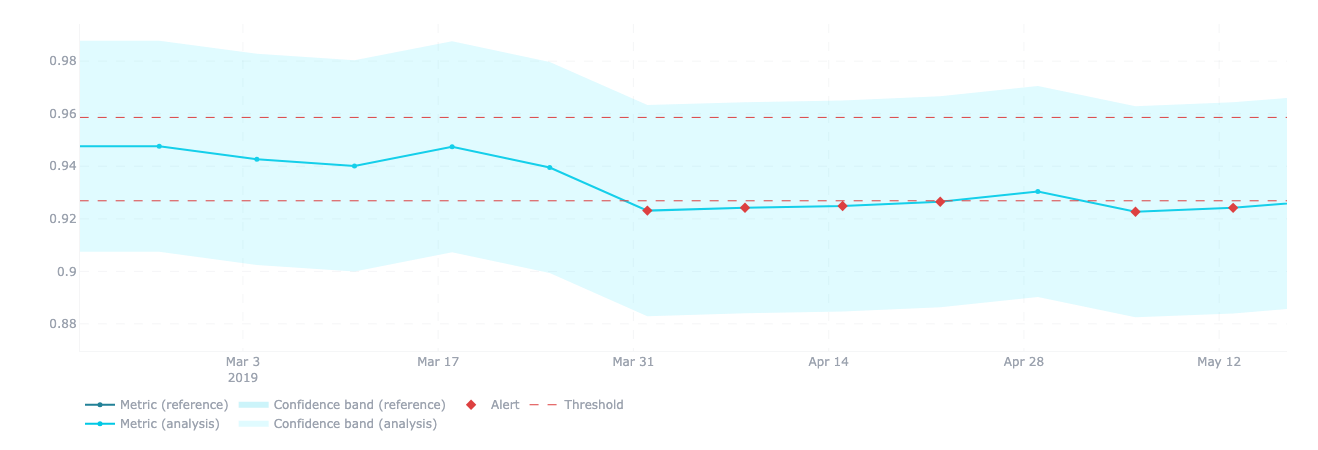 0.98
0.96
0.94
0.92
0.9
0.88
Mar 3 Mar 17 Mar 31 Apr 14 Apr 28 May 12
2019
Metric (reference) Confidence band (reference) Alert Threshold
Metric (analysis) Confidence band (analysis)